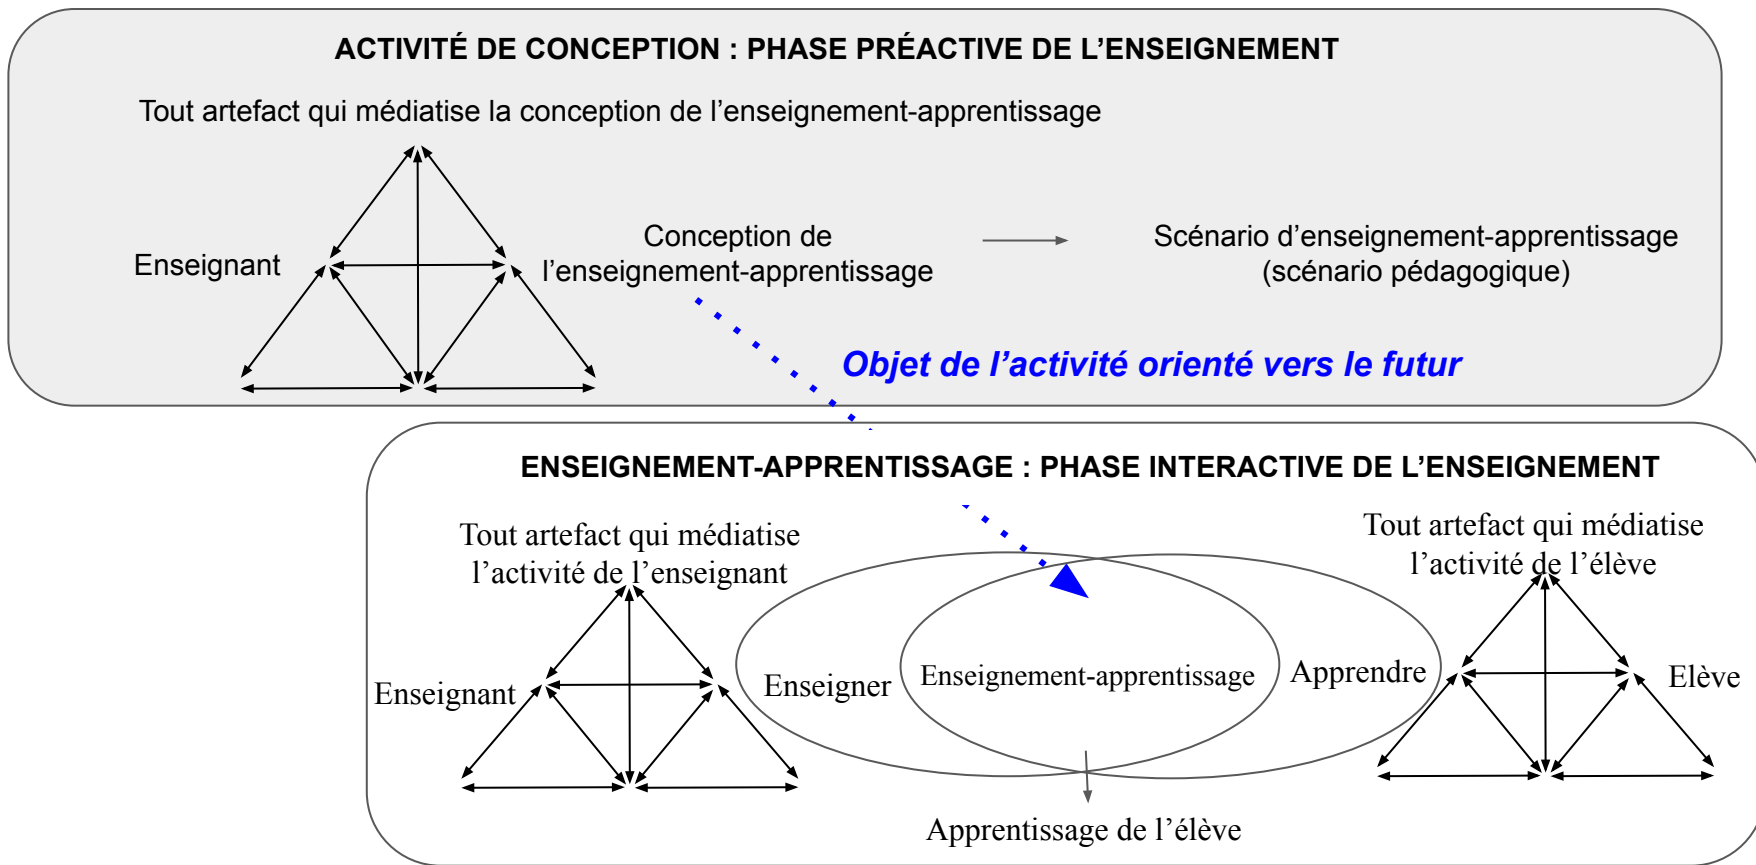 ACTIVITÉ DE CONCEPTION : PHASE PRÉACTIVE DE L’ENSEIGNEMENT
Tout artefact qui médiatise la conception de l’enseignement-apprentissage
Enseignant
Conception de
l’enseignement-apprentissage
Scénario d’enseignement-apprentissage
(scénario pédagogique)
Objet de l’activité orienté vers le futur
ENSEIGNEMENT-APPRENTISSAGE : PHASE INTERACTIVE DE L’ENSEIGNEMENT
Tout artefact qui médiatise
l’activité de l’enseignant
Tout artefact qui médiatise
l’activité de l’élève
Enseignant
Enseigner
Enseignement-apprentissage
Apprendre
Elève
Apprentissage de l’élève